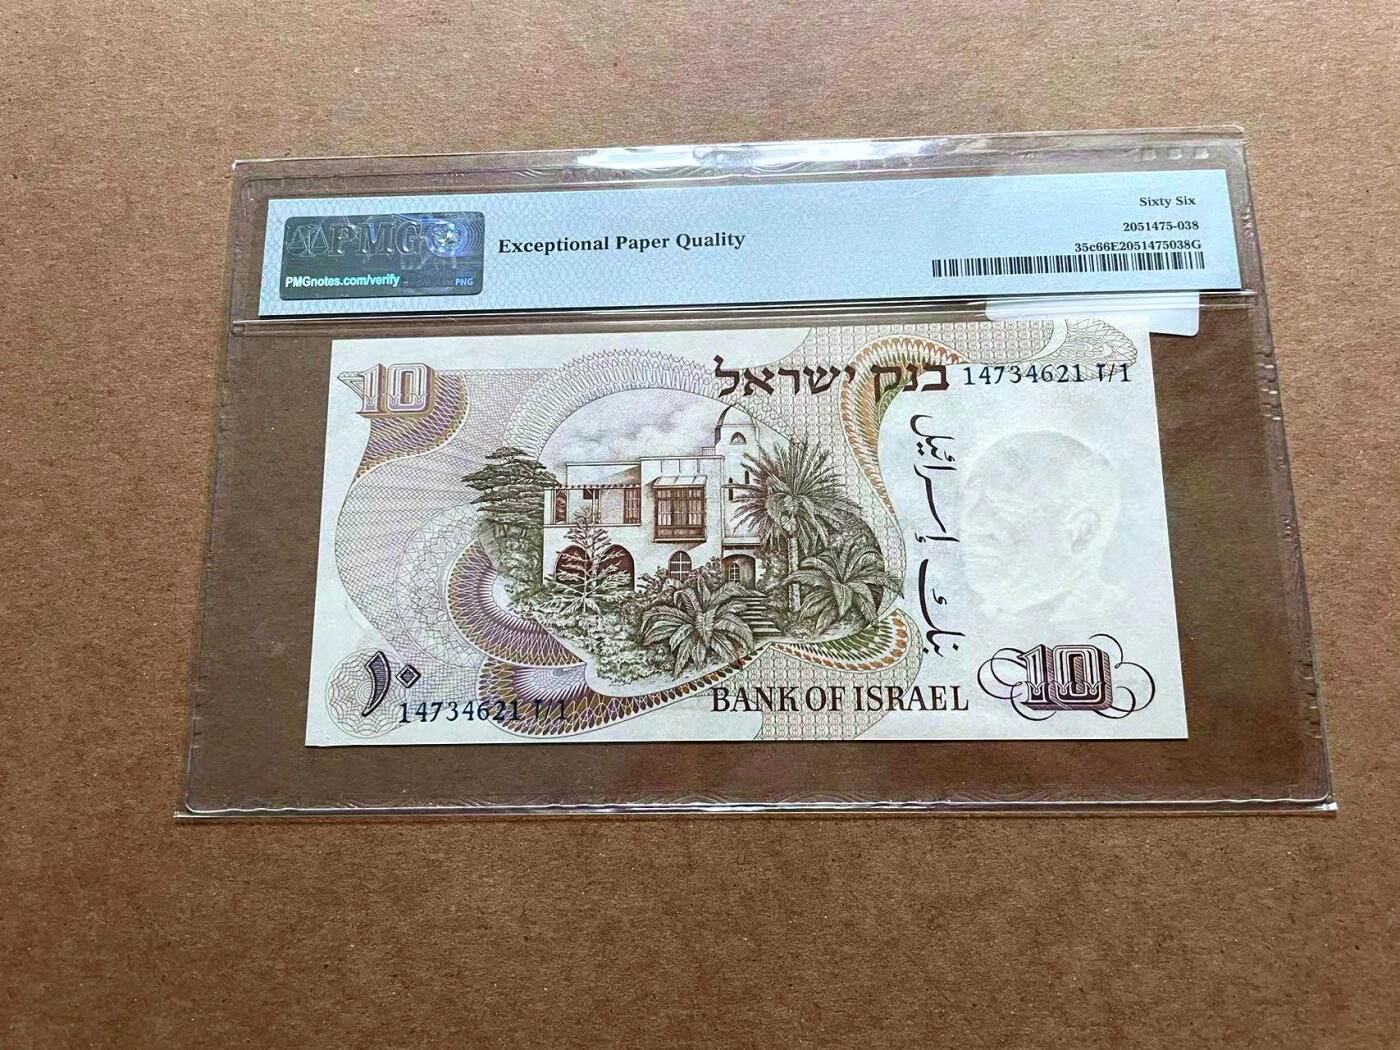 PMG
PMGnotes.com/verify
PNG
Exceptional Paper Quality
Sixty Six
2051475-038
35c66E2051475038G
10
בנק ישראל
14734621 ז/1
بنك إسرائيل
١٠
14734621 ז/1
BANK OF ISRAEL
10